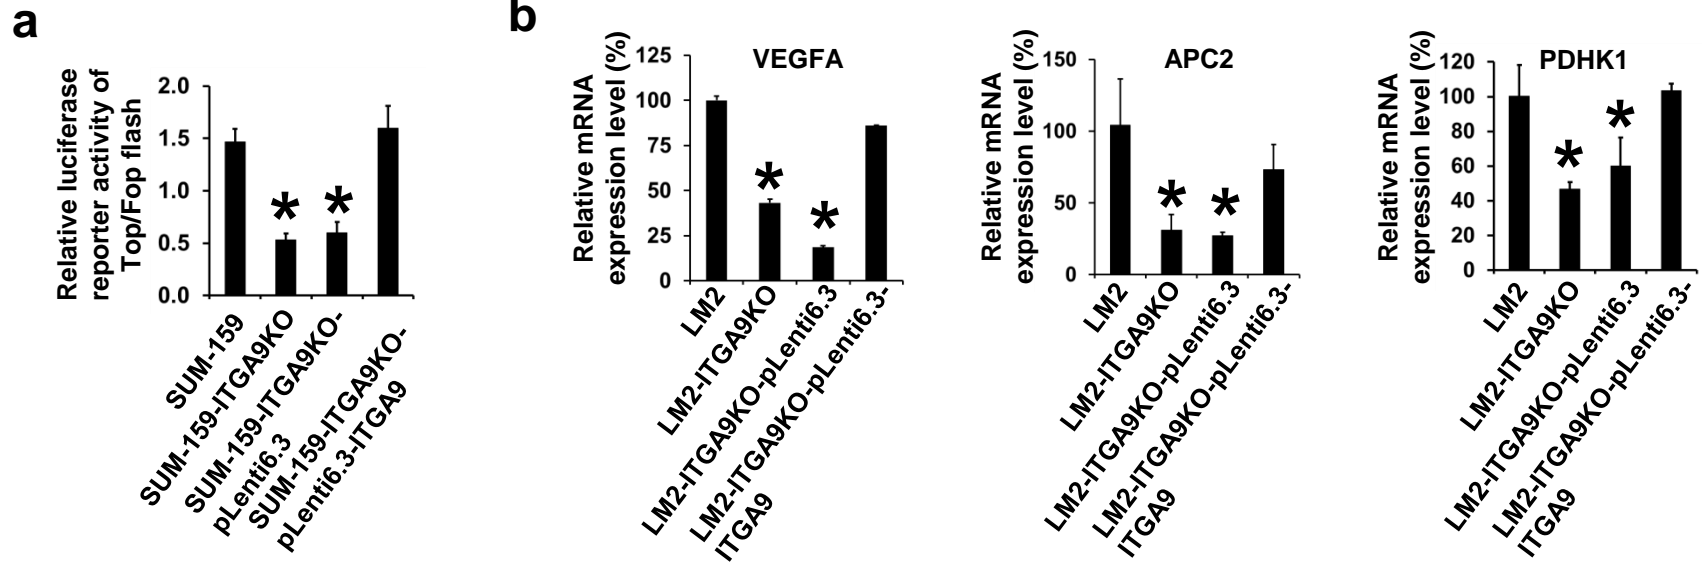 a
Relative luciferase
reporter activity of
Top/Fop flash
2.0
1.5
1.0
0.5
0.0
*
*
SUM-159
SUM-159-ITGA9KO
SUM-159-ITGA9KO-
pLenti6.3
SUM-159-ITGA9KO-
pLenti6.3-ITGA9
b
Relative mRNA
expression level (%)
VEGFA
125
100
75
50
25
0
*
*
LM2
LM2-ITGA9KO
LM2-ITGA9KO-pLenti6.3
LM2-ITGA9KO-pLenti6.3-
ITGA9
Relative mRNA
expression level (%)
APC2
150
100
50
0
*
*
LM2
LM2-ITGA9KO
LM2-ITGA9KO-pLenti6.3
LM2-ITGA9KO-pLenti6.3-
ITGA9
Relative mRNA
expression level (%)
PDHK1
120
100
80
60
40
20
0
*
*
LM2
LM2-ITGA9KO
LM2-ITGA9KO-pLenti6.3
LM2-ITGA9KO-pLenti6.3-
ITGA9